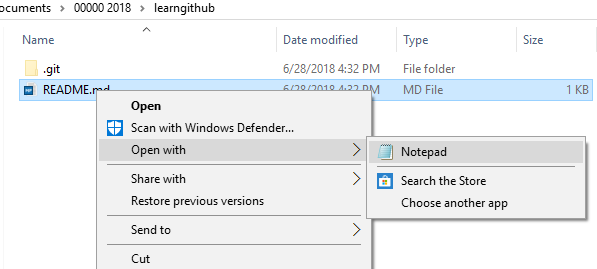 ocuments > 00000 2018 > learngithub
Name Date modified Type Size
.git 6/28/2018 4:32 PM File folder
README.md 6/28/2018 4:32 PM MD File 1 KB
Open
Scan with Windows Defender...
Open with Notepad
Share with Search the Store
Restore previous versions Choose another app
Send to
Cut